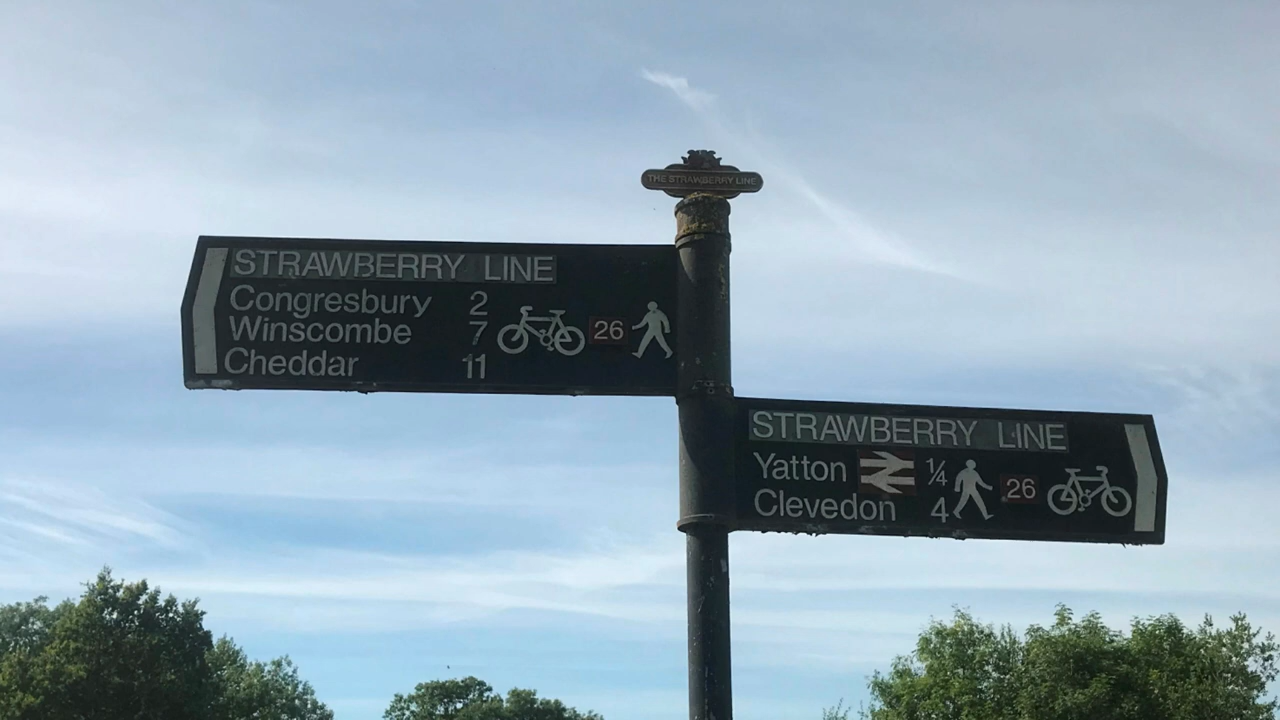 THE STRAWBERRY LINE
STRAWBERRY LINE
Congresbury 2
Winscombe 7 26
Cheddar 11
STRAWBERRY LINE
Yatton 1/4
Clevedon 4 26